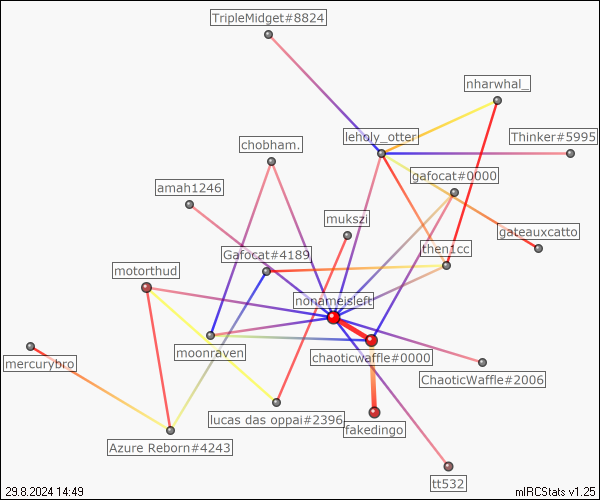 TripleMidget#8824
nharwhal_
leholy_otter
Thinker#5995
chobham.
gafocat#0000
amah1246
mukszi
gateauxcatto
Gafocat#4189
then1cc
motorthud
nonameisleft
moonraven
chaoticwaffle#0000
mercurybro
ChaoticWaffle#2006
lucas das oppai#2396
fakedingo
Azure Reborn#4243
tt532
29.8.2024 14:49
mIRCStats v1.25